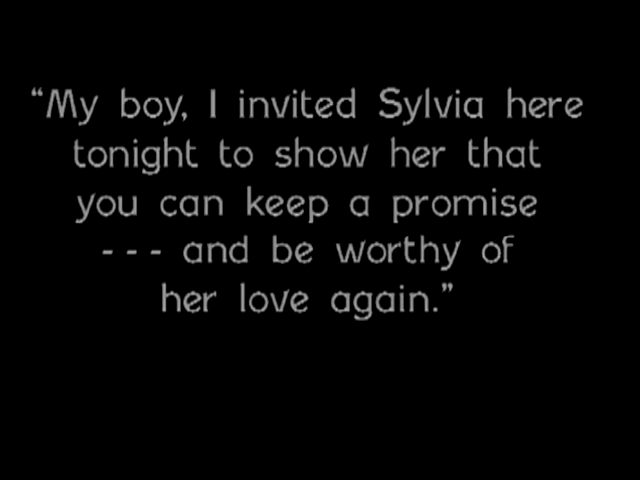 “My boy, I invited Sylvia here
tonight to show her that
you can keep a promise
--- and be worthy of
her love again.”